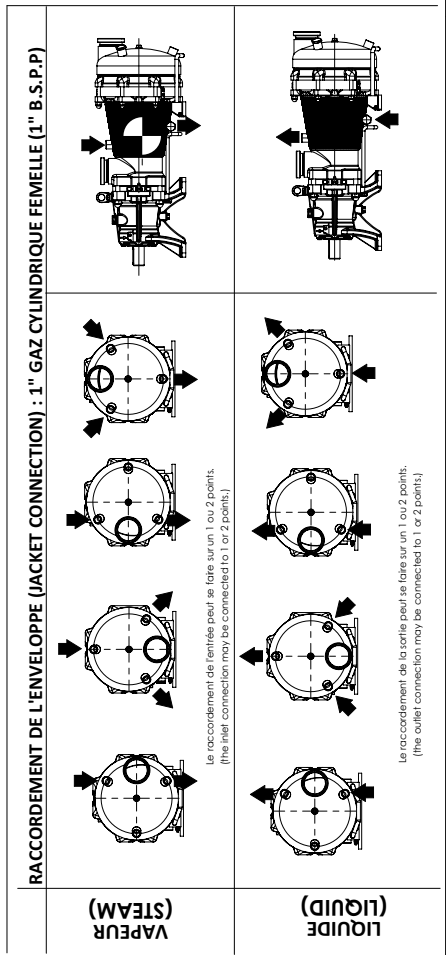 RACCORDEMENT DE L'ENVELOPPE (JACKET CONNECTION) : 1" GAZ CYLINDRIQUE FEMELLE (1" B.S.P.P)
VAPEUR
(STEAM)
Le raccordement de l'entrée peut se faire sur un 1 ou 2 points.
(the inlet connection may be connected to 1 or 2 points.)
LIQUIDE
(LIQUID)
Le raccordement de la sortie peut se faire sur un 1 ou 2 points.
(the outlet connection may be connected to 1 or 2 points.)